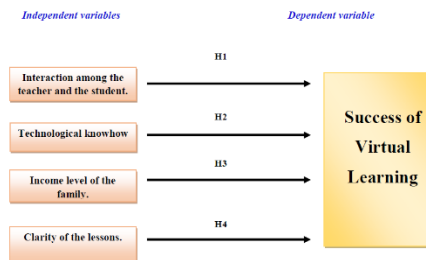 Independent variables
Dependent variable
H1
Interaction among the
teacher and the student.
H2
Technological knowhow
Success of
Virtual
Learning
H3
Income level of the
family.
H4
Clarity of the lessons.